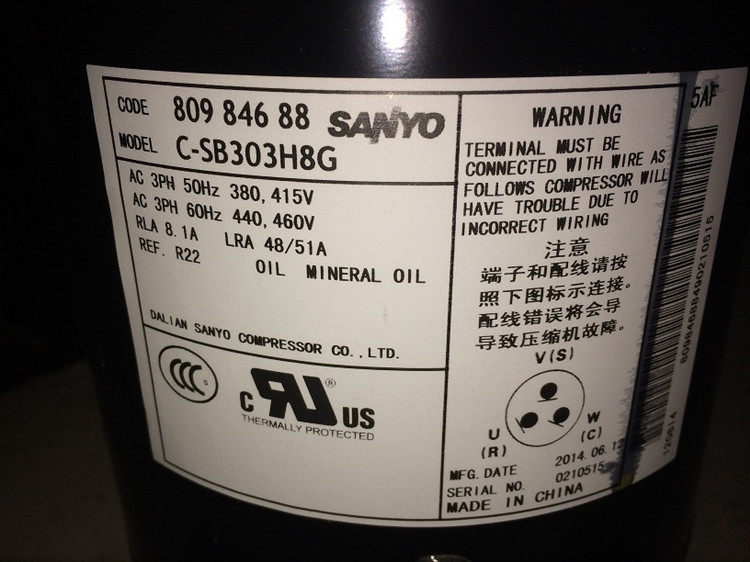 CODE 809 846 88 SANYO
MODEL C-SB303H8G
AC 3PH 50Hz 380, 415V
AC 3PH 60Hz 440, 460V
RLA 8.1A LRA 48/51A
REF. R22
OIL MINERAL OIL
DALIAN SANYO COMPRESSOR CO.,LTD.
CCC S
C RU ® US
THERMALLY PROTECTED
WARNING
TERMINAL MUST BE
CONNECTED WITH WIRE AS
FOLLOWS COMPRESSOR WILL
HAVE TROUBLE DUE TO
INCORRECT WIRING
注意
端子和配线请按
照下图标示连接。
配线错误将会导
导致压缩机故障。
V(S)
U
(R)
W
(C)
MFG. DATE 2014.06.12
SERIAL NO. 0210515
MADE IN CHINA
5AF
120614